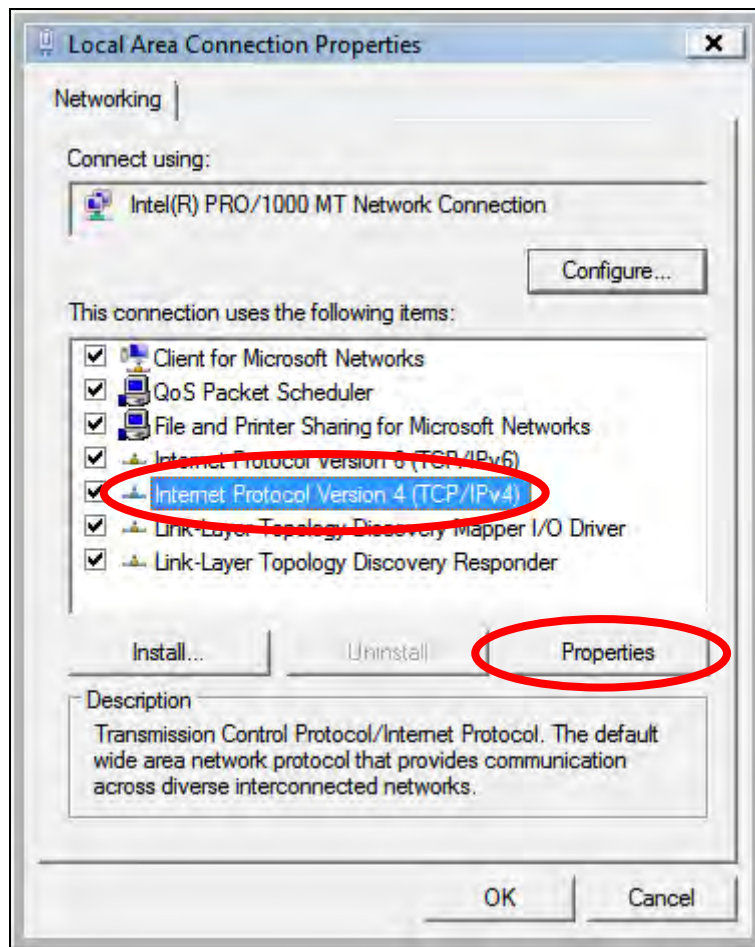 Local Area Connection Properties
Networking
Connect using:
Intel(R) PRO/1000 MT Network Connection
Configure...
This connection uses the following items:
Client for Microsoft Networks
QoS Packet Scheduler
File and Printer Sharing for Microsoft Networks
Internet Protocol Version 6 (TCP/IPv6)
Internet Protocol Version 4 (TCP/IPv4)
Link-Layer Topology Discovery Mapper I/O Driver
Link-Layer Topology Discovery Responder
Install... Uninstall Properties
Description
Transmission Control Protocol/Internet Protocol. The default
wide area network protocol that provides communication
across diverse interconnected networks.
OK Cancel